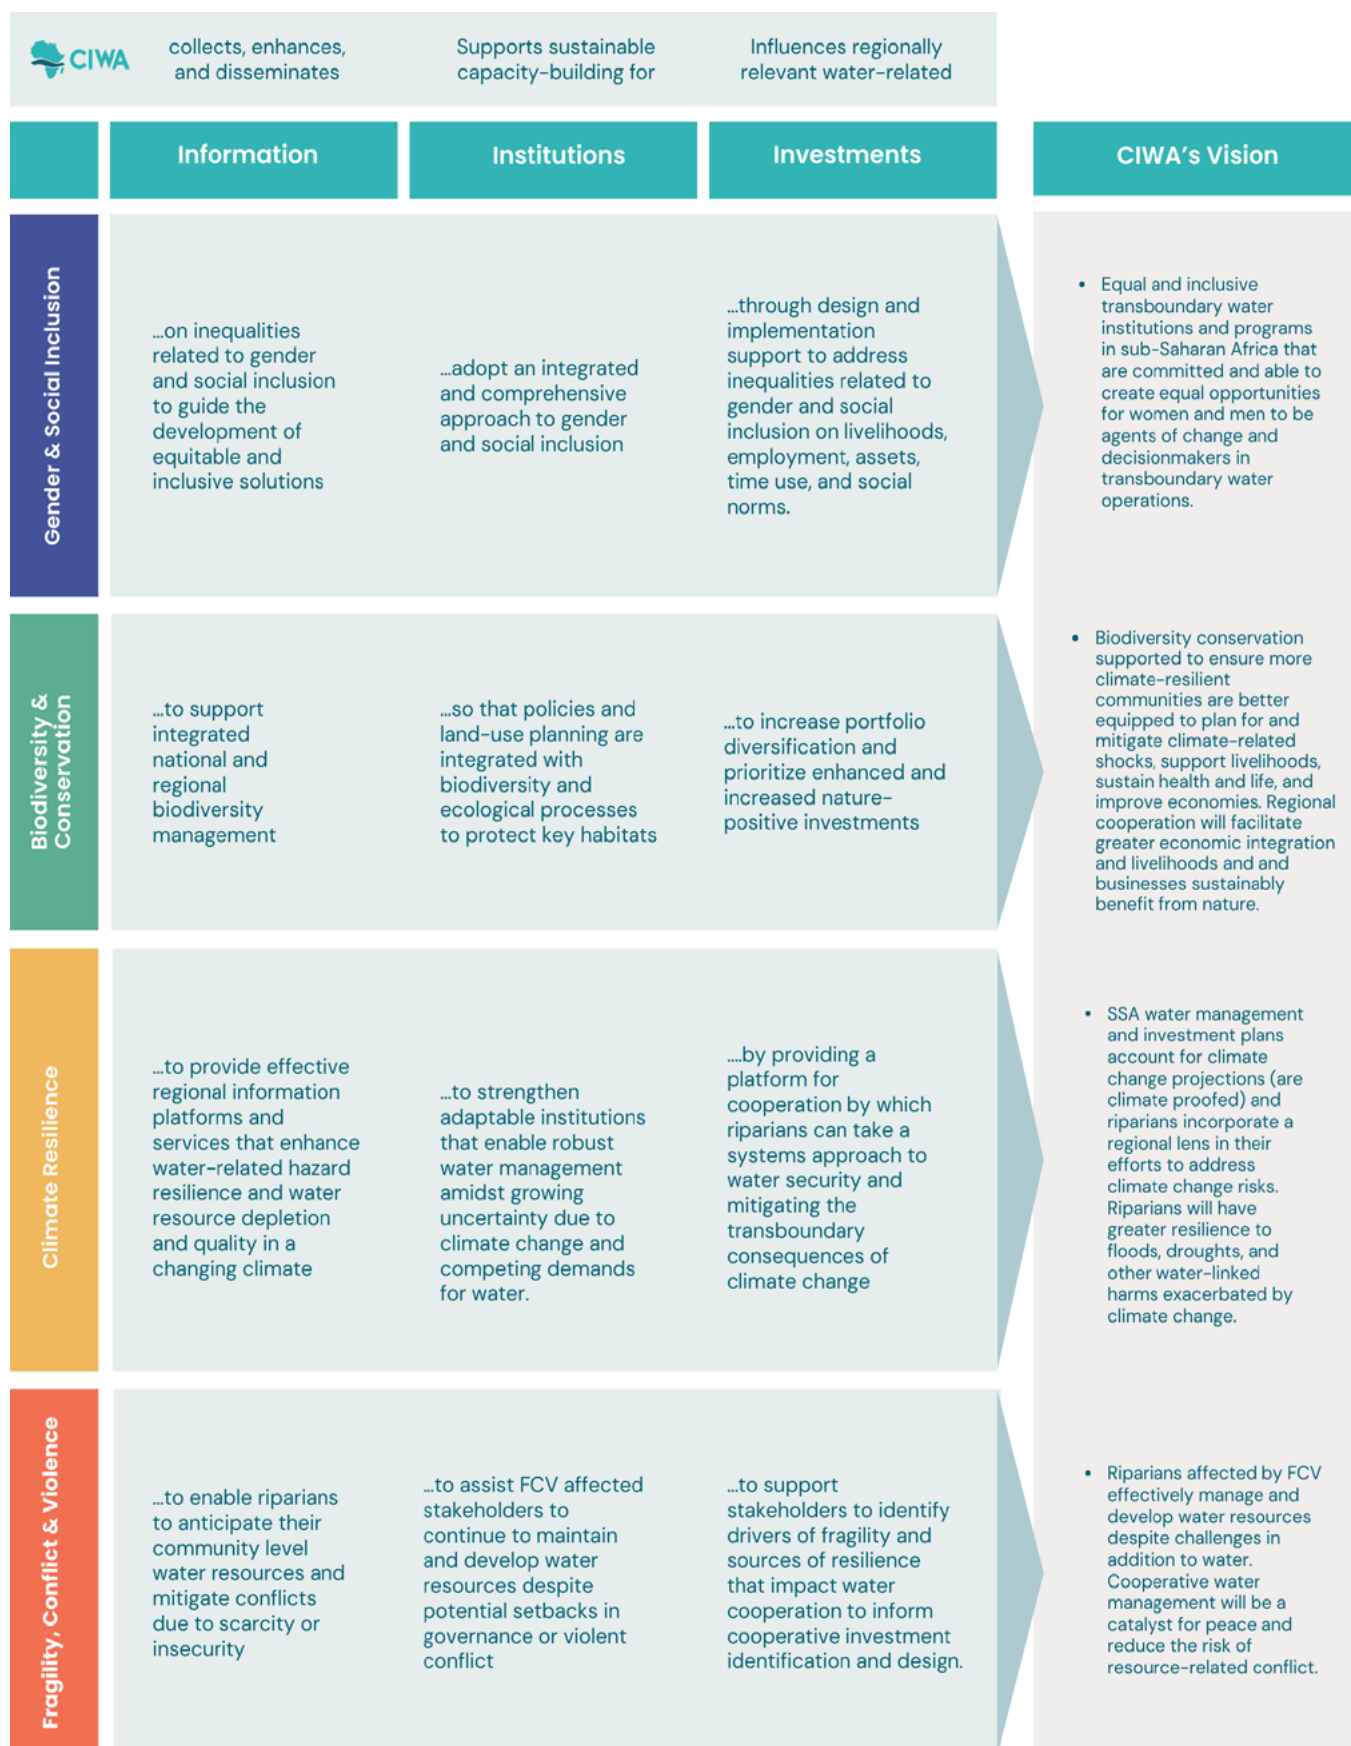 CIWA
collects, enhances,
and disseminates
Supports sustainable
capacity-building for
Influences regionally
relevant water-related
Information
Institutions
Investments
CIWA's Vision
Gender & Social Inclusion
...on inequalities
related to gender
and social inclusion
to guide the
development of
equitable and
inclusive solutions
...adopt an integrated
and comprehensive
approach to gender
and social inclusion
...through design and
implementation
support to address
inequalities related to
gender and social
inclusion on livelihoods,
employment, assets,
time use, and social
norms.
• Equal and inclusive
transboundary water
institutions and programs
in sub-Saharan Africa that
are committed and able to
create equal opportunities
for women and men to be
agents of change and
decisionmakers in
transboundary water
operations.
Biodiversity &
Conservation
...to support
integrated
national and
regional
biodiversity
management
...so that policies and
land-use planning are
integrated with
biodiversity and
ecological processes
to protect key habitats
...to increase portfolio
diversification and
prioritize enhanced and
increased nature-
positive investments
• Biodiversity conservation
supported to ensure more
climate-resilient
communities are better
equipped to plan for and
mitigate climate-related
shocks, support livelihoods,
sustain health and life, and
improve economies. Regional
cooperation will facilitate
greater economic integration
and livelihoods and and
businesses sustainably
benefit from nature.
Climate Resilience
...to provide effective
regional information
platforms and
services that enhance
water-related hazard
resilience and water
resource depletion
and quality in a
changing climate
...to strengthen
adaptable institutions
that enable robust
water management
amidst growing
uncertainty due to
climate change and
competing demands
for water.
....by providing a
platform for
cooperation by which
riparians can take a
systems approach to
water security and
mitigating the
transboundary
consequences of
climate change
• SSA water management
and investment plans
account for climate
change projections (are
climate proofed) and
riparians incorporate a
regional lens in their
efforts to address
climate change risks.
Riparians will have
greater resilience to
floods, droughts, and
other water-linked
harms exacerbated by
climate change.
Fragility, Conflict & Violence
...to enable riparians
to anticipate their
community level
water resources and
mitigate conflicts
due to scarcity or
insecurity
...to assist FCV affected
stakeholders to
continue to maintain
and develop water
resources despite
potential setbacks in
governance or violent
conflict
...to support
stakeholders to identify
drivers of fragility and
sources of resilience
that impact water
cooperation to inform
cooperative investment
identification and design.
• Riparians affected by FCV
effectively manage and
develop water resources
despite challenges in
addition to water.
Cooperative water
management will be a
catalyst for peace and
reduce the risk of
resource-related conflict.